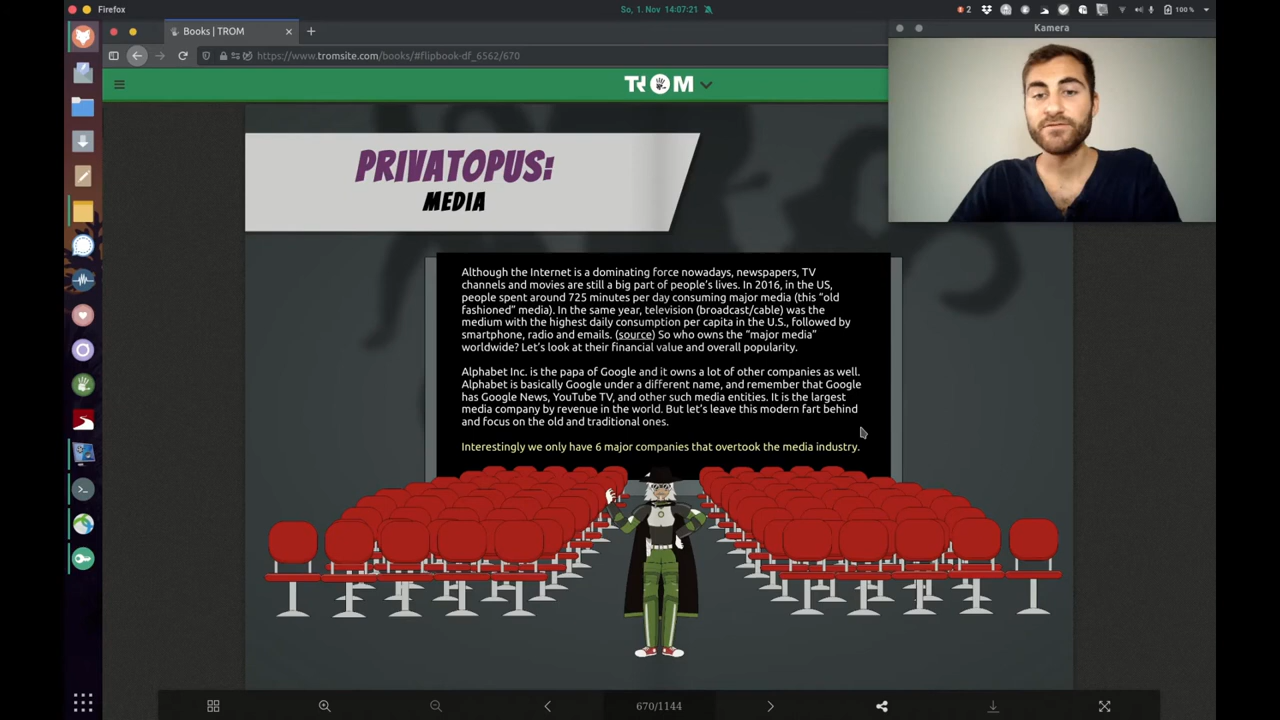 Firefox
So, 1. Nov 14:07:21
2
100 %
Books | TROM
Kamera
https://www.tromsite.com/books/#flipbook-df_6562/670
TROM
PRIVATOPUS:
MEDIA
Although the Internet is a dominating force nowadays, newspapers, TV
channels and movies are still a big part of people's lives. In 2016, in the US,
people spent around 725 minutes per day consuming major media (this “old
fashioned” media). In the same year, television (broadcast/cable) was the
medium with the highest daily consumption per capita in the U.S., followed by
smartphone, radio and emails. (source) So who owns the “major media”
worldwide? Let's look at their financial value and overall popularity.
Alphabet Inc. is the papa of Google and it owns a lot of other companies as well.
Alphabet is basically Google under a different name, and remember that Google
has Google News, YouTube TV, and other such media entities. It is the largest
media company by revenue in the world. But let's leave this modern fart behind
and focus on the old and traditional ones.
Interestingly we only have 6 major companies that overtook the media industry.
670/1144